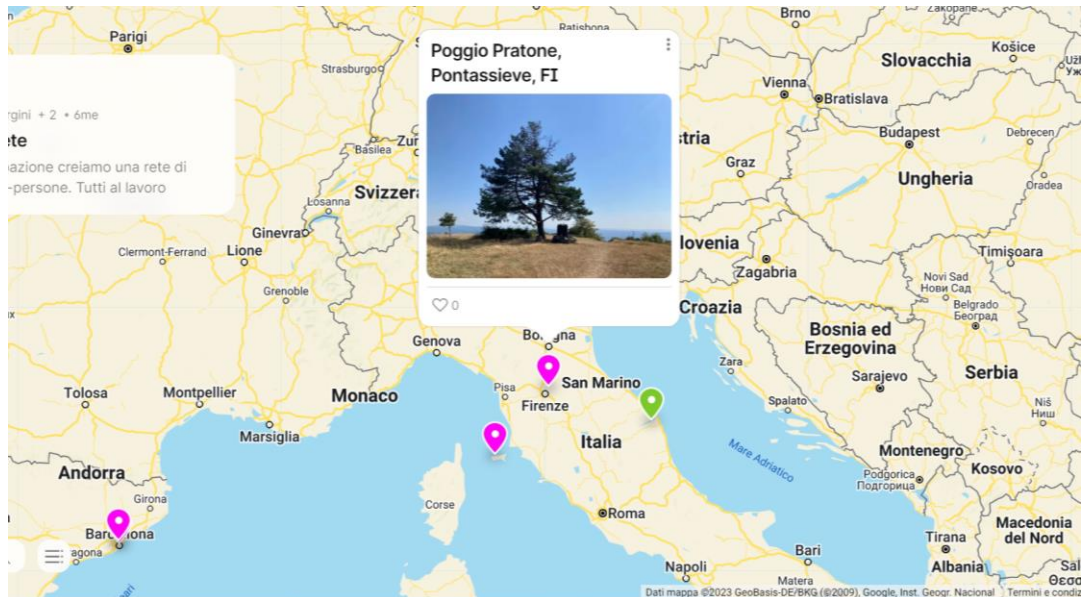 Parigi
Strasburgo
Ratisbona
Brno
Zakopane
Slovacchia
Košice
Vienna
Bratislava
Poggio Pratone,
Pontassieve, FI
0
rgini + 2 • 6me
ete
pazione creiamo una rete di
-persone. Tutti al lavoro
Basilea
Zur
Svizzera
Losanna
Ginevra
Clermont-Ferrand
Lione
Grenoble
stria
Graz
Budapest
Debrecen
Ungheria
Oradea
lovenia
Zagabria
Timișoara
Croazia
Novi Sad
Нови Сад
Belgrado
Београд
Bosnia ed
Erzegovina
Sarajevo
Serbia
Niš
Ниш
Genova
Bologna
Pisa
Firenze
San Marino
Zara
Spalato
Tolosa
Montpellier
Monaco
Marsiglia
Italia
Mare Adriatico
Montenegro
Podgorica
Подгорица
Kosovo
Andorra
Girona
Barcellona
agona
Corse
Roma
Napoli
Bari
Matera
Tirana
Albania
Macedonia
del Nord
Dati mappa ©2023 GeoBasis-DE/BKG (©2009), Google, Inst. Geogr. Nacional
Termini e condiz